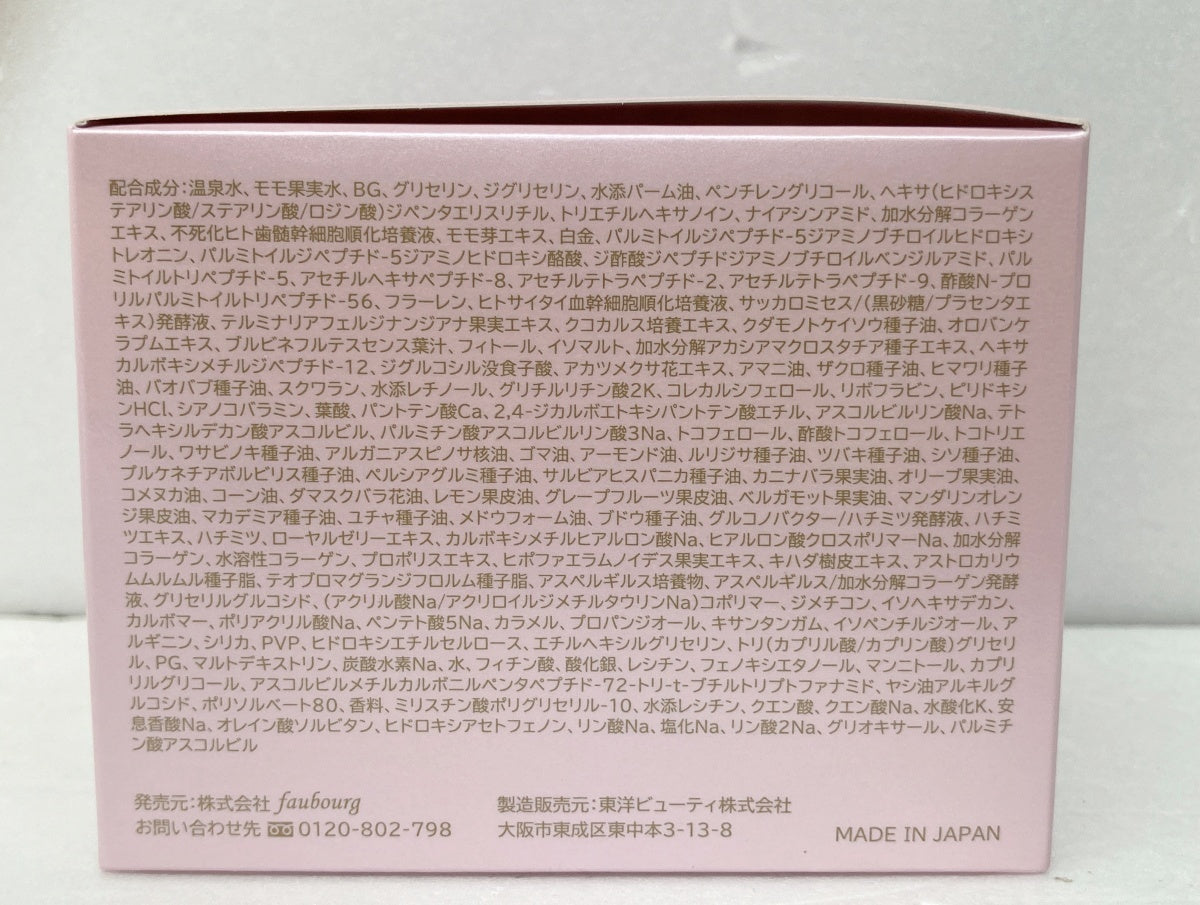 配合成分:温泉水、モモ果実水、BG、グリセリン、ジグリセリン、水添パーム油、ペンチレングリコール、ヘキサ(ヒドロキシス
テアリン酸/ステアリン酸/ロジン酸)ジペンタエリスリチル、トリエチルヘキサノイン、ナイアシンアミド、加水分解コラーゲン
エキス、不死化ヒト歯髄幹細胞順化培養液、モモ芽エキス、白金、パルミトイルジペプチド-5ジアミノブチロイルヒドロキシ
トレオニン、パルミトイルジペプチド-5ジアミノヒドロキシ酪酸、ジ酢酸ジペプチドジアミノブチロイルベンジルアミド、パル
ミトイルトリペプチド-5、アセチルヘキサペプチド-8、アセチルテトラペプチド-2、アセチルテトラペプチド-9、酢酸N-プロ
リルパルミトイルトリペプチド-56、フラーレン、ヒトサイタイ血幹細胞順化培養液、サッカロミセス/(黒砂糖/プラセンタエ
キス)発酵液、テルミナリアフェルジナンジアナ果実エキス、クコカルス培養エキス、クダモノトケイソウ種子油、オロバンケ
ラプムエキス、ブルビネフルテスセンス葉汁、フィトール、イソマルト、加水分解アカシアマクロスタチア種子エキス、ヘキサ
カルボキシメチルジペプチド-12、ジグルコシル没食子酸、アカツメクサ花エキス、アマニ油、ザクロ種子油、ヒマワリ種子
油、バオバブ種子油、スクワラン、水添レチノール、グリチルリチン酸2K、コレカルシフェロール、リボフラビン、ピリドキシ
ンHCl、シアノコバラミン、葉酸、パントテン酸Ca、2,4-ジカルボエトキシパントテン酸エチル、アスコルビルリン酸Na、テト
ラヘキシルデカン酸アスコルビル、パルミチン酸アスコルビルリン酸3Na、トコフェロール、酢酸トコフェロール、トコトリエ
ノール、ワサビノキ種子油、アルガニアスピノサ核油、ゴマ油、アーモンド油、ルリジサ種子油、ツバキ種子油、シソ種子油、
プルケネチアボルビリス種子油、ペルシアグルミ種子油、サルビアヒスパニカ種子油、カニナバラ果実油、オリーブ果実油、
コメヌカ油、コーン油、ダマスクバラ花油、レモン果皮油、グレープフルーツ果皮油、ベルガモット果実油、マンダリンオレン
ジ果皮油、マカデミア種子油、ユチャ種子油、メドウフォーム油、ブドウ種子油、グルコノバクター/ハチミツ発酵液、ハチミ
ツエキス、ハチミツ、ローヤルゼリーエキス、カルボキシメチルヒアルロン酸Na、ヒアルロン酸クロスポリマーNa、加水分解
コラーゲン、水溶性コラーゲン、プロポリスエキス、ヒポファエラムノイデス果実エキス、キハダ樹皮エキス、アストロカリウ
ムムルムル種子脂、テオブロマグランジフロルム種子脂、アスペルギルス培養物、アスペルギルス/加水分解コラーゲン発酵
液、グリセリルグルコシド、(アクリル酸Na/アクリロイルジメチルタウリンNa)コポリマー、ジメチコン、イソヘキサデカン、
カルボマー、ポリアクリル酸Na、ペンテト酸5Na、カラメル、プロパンジオール、キサンタンガム、イソペンチルジオール、ア
ルギニン、シリカ、PVP、ヒドロキシエチルセルロース、エチルヘキシルグリセリン、トリ(カプリル酸/カプリン酸)グリセリ
ル、PG、マルトデキストリン、炭酸水素Na、水、フィチン酸、酸化銀、レシチン、フェノキシエタノール、マンニトール、カプリ
リルグリコール、アスコルビルメチルカルボニルペンタペプチド-72-トリ-t-ブチルトリプトファナミド、ヤシ油アルキルグ
ルコシド、ポリソルベート80、香料、ミリスチン酸ポリグリセリル-10、水添レシチン、クエン酸、クエン酸Na、水酸化K、安
息香酸Na、オレイン酸ソルビタン、ヒドロキシアセトフェノン、リン酸Na、塩化Na、リン酸2Na、グリオキサール、パルミチ
ン酸アスコルビル
発売元:株式会社 faubourg
お問い合わせ先 0120-802-798
製造販売元:東洋ビューティ株式会社
大阪市東成区東中本3-13-8
MADE IN JAPAN